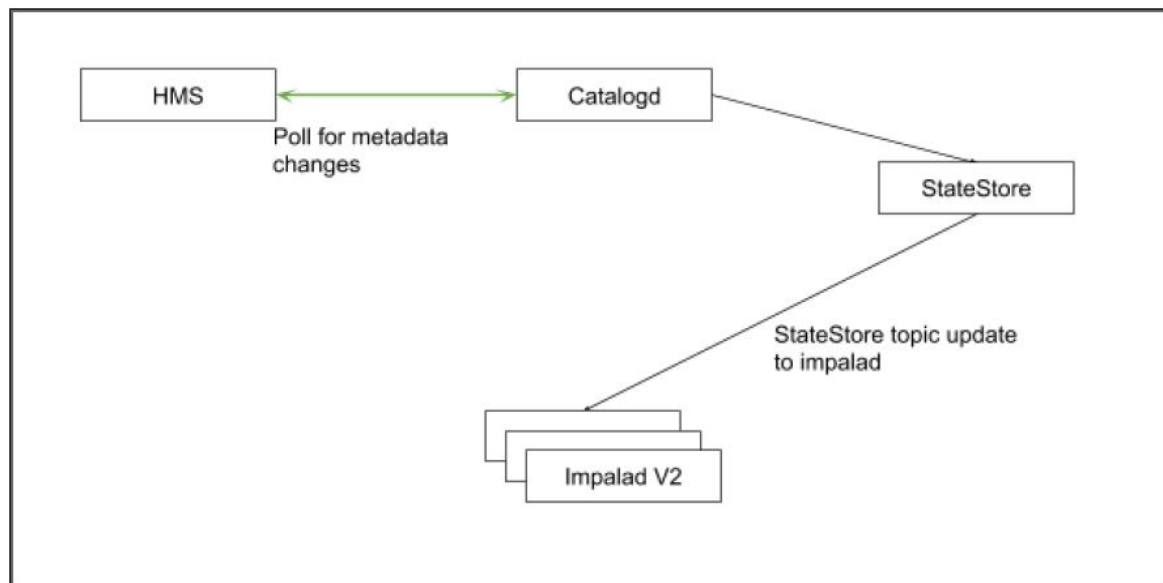 HMS
Catalogd
Poll for metadata
changes
StateStore
StateStore topic update
to impalad
Impalad V2